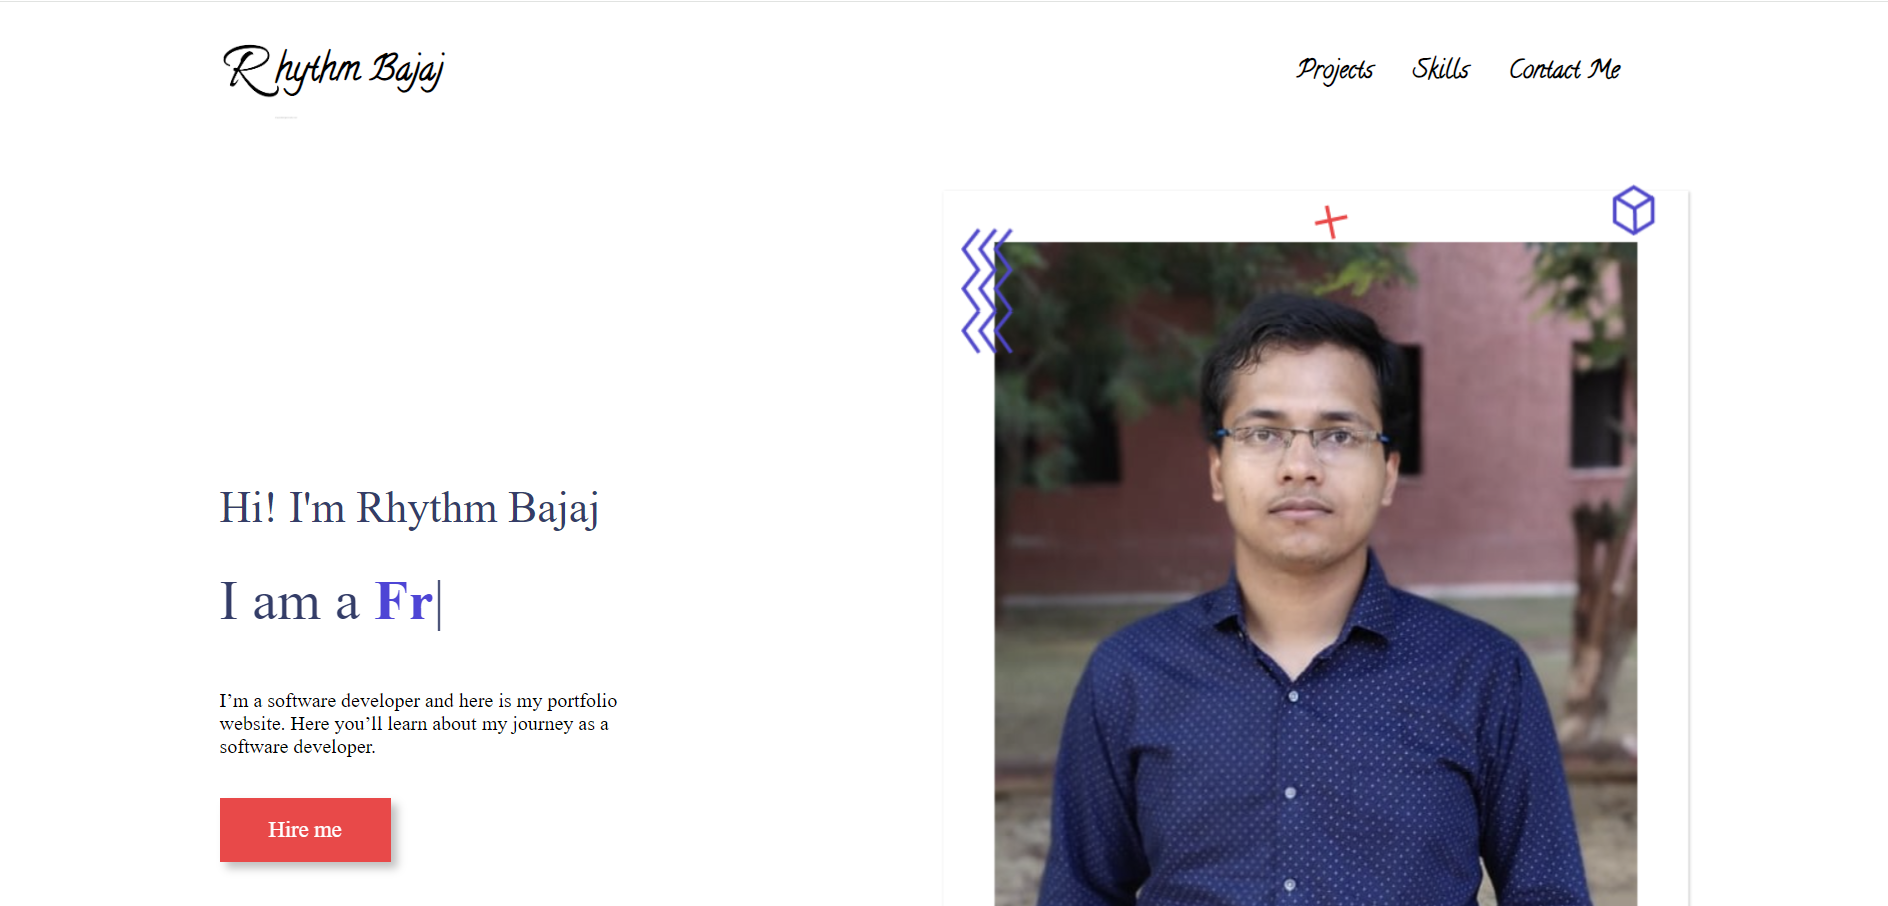 Rhythm Bajaj
Projects Skills Contact Me
Hi! I'm Rhythm Bajaj
I am a Fr
I’m a software developer and here is my portfolio
website. Here you’ll learn about my journey as a
software developer.
Hire me